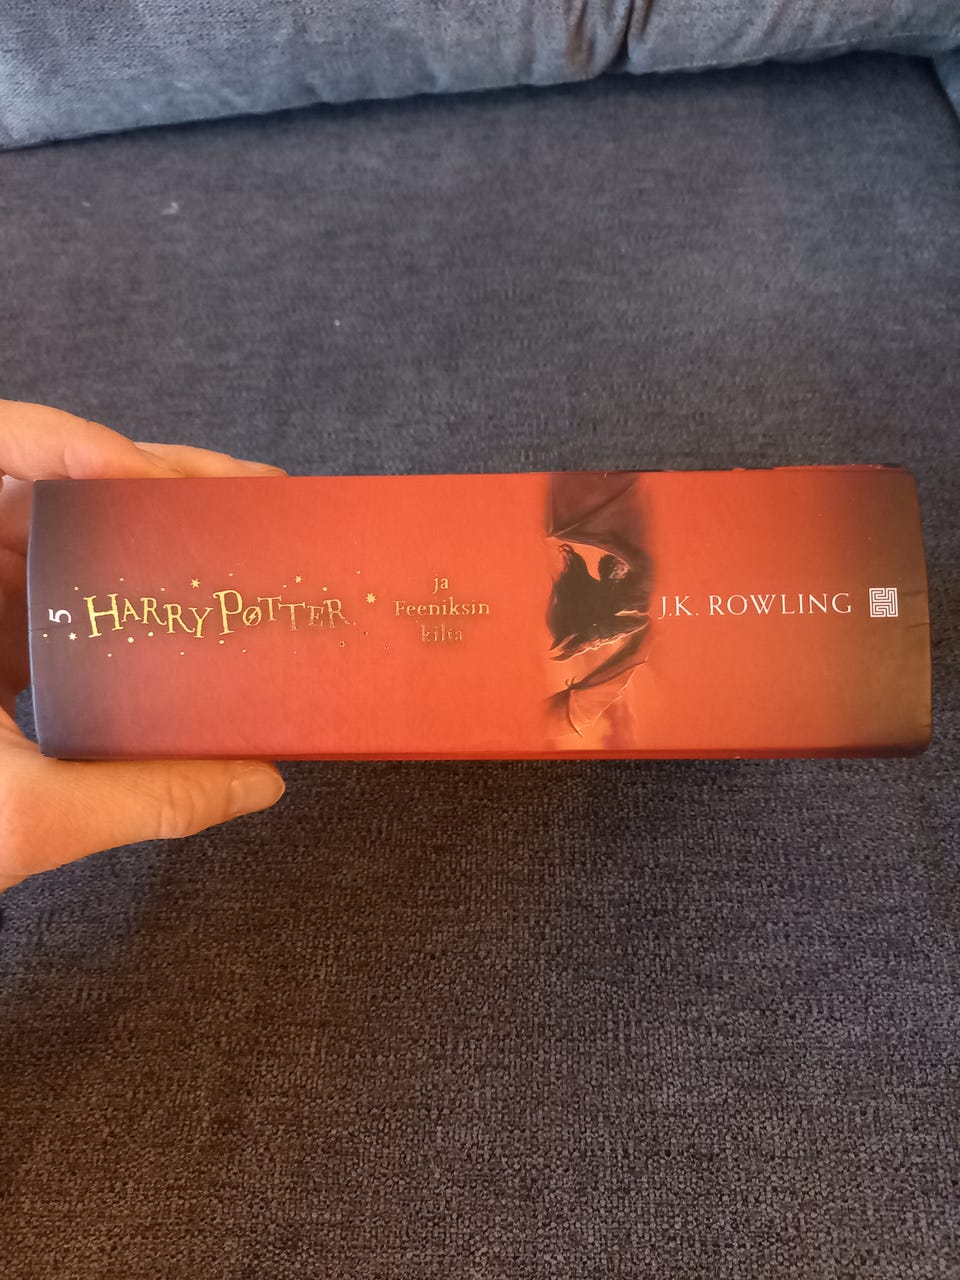 5
HARRY POTTER
ja
Feeniksin
kilta
J.K. ROWLING